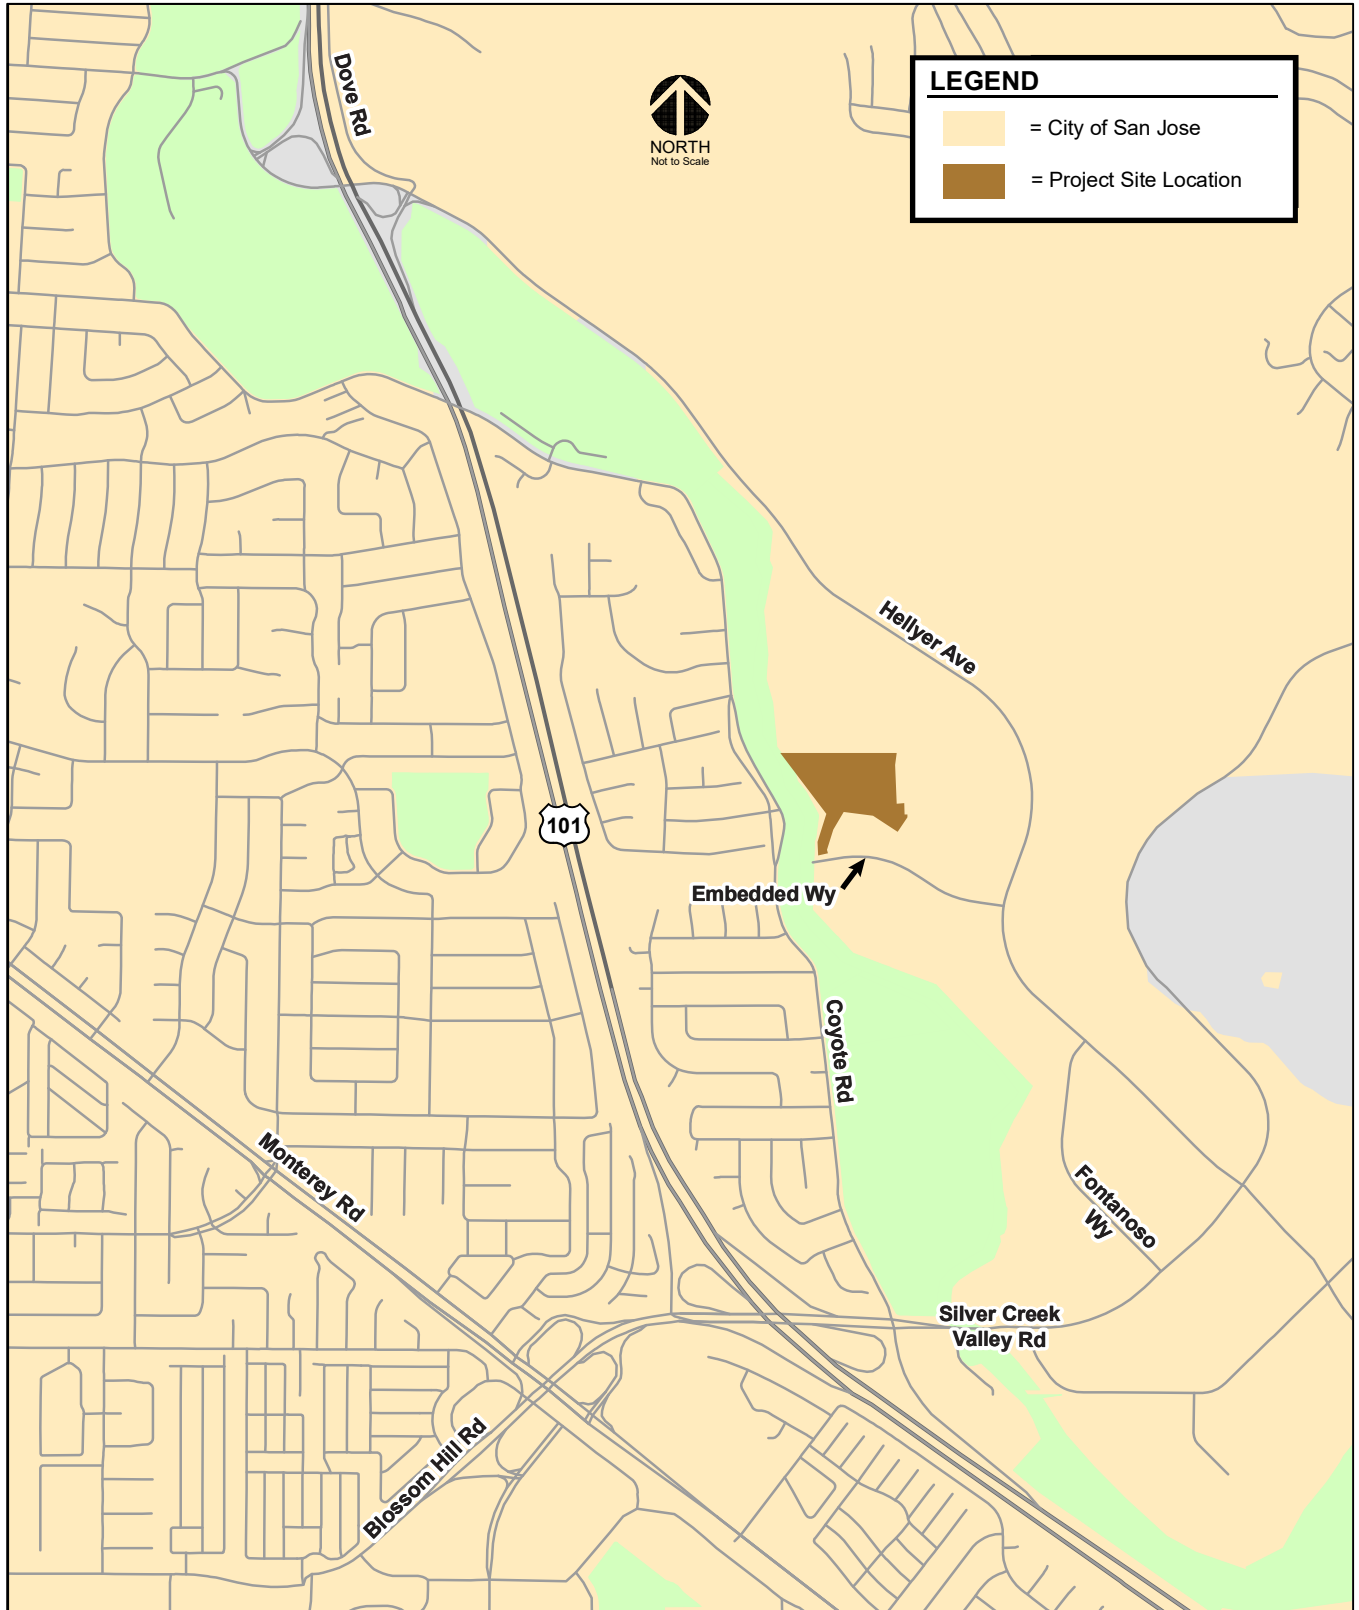 Dove Rd
NORTH
Not to Scale
LEGEND
= City of San Jose
= Project Site Location
Hellyer Ave
101
Embedded Wy
Coyote Rd
Monterey Rd
Fontanoso
Wy
Silver Creek
Valley Rd
Blossom Hill Rd